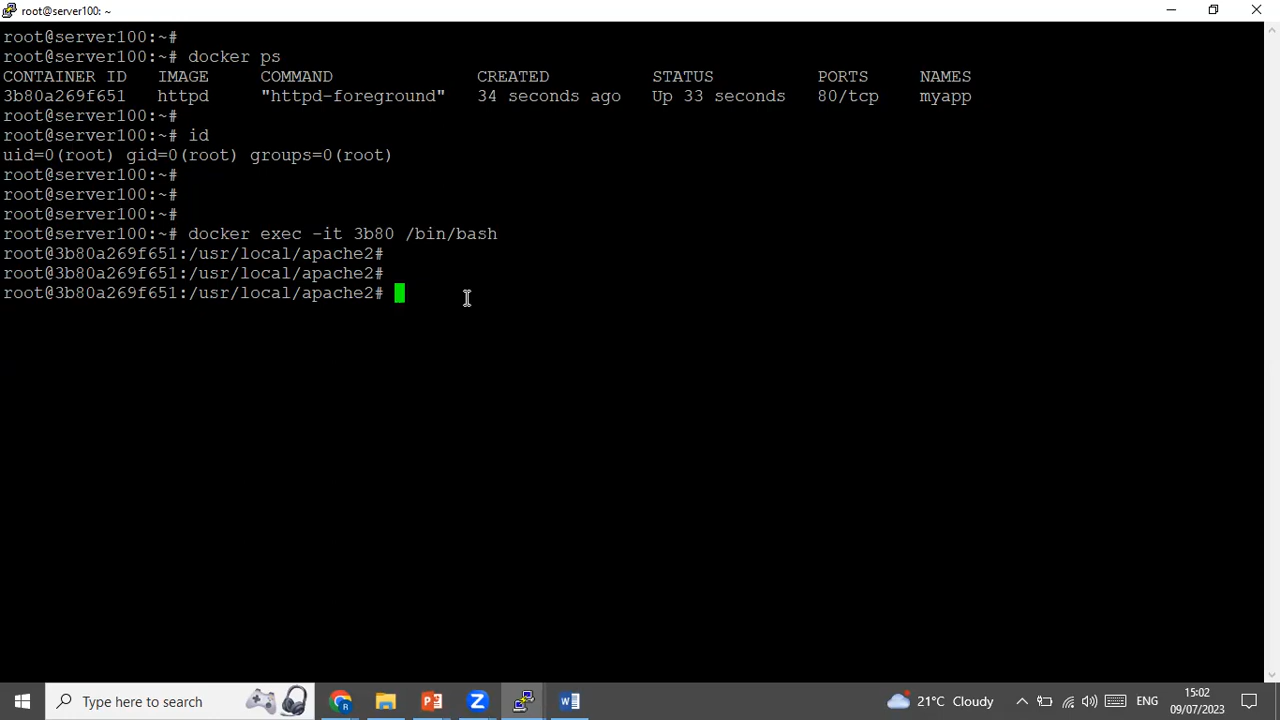 root@server100: ~
root@server100:~#
root@server100:~# docker ps
CONTAINER ID   IMAGE     COMMAND              CREATED          STATUS          PORTS     NAMES
3b80a269f651   httpd     "httpd-foreground"   34 seconds ago   Up 33 seconds   80/tcp    myapp
root@server100:~#
root@server100:~# id
uid=0(root) gid=0(root) groups=0(root)
root@server100:~#
root@server100:~#
root@server100:~#
root@server100:~# docker exec -it 3b80 /bin/bash
root@3b80a269f651:/usr/local/apache2#
root@3b80a269f651:/usr/local/apache2#
root@3b80a269f651:/usr/local/apache2#
Type here to search
21°C Cloudy
ENG
15:02
09/07/2023